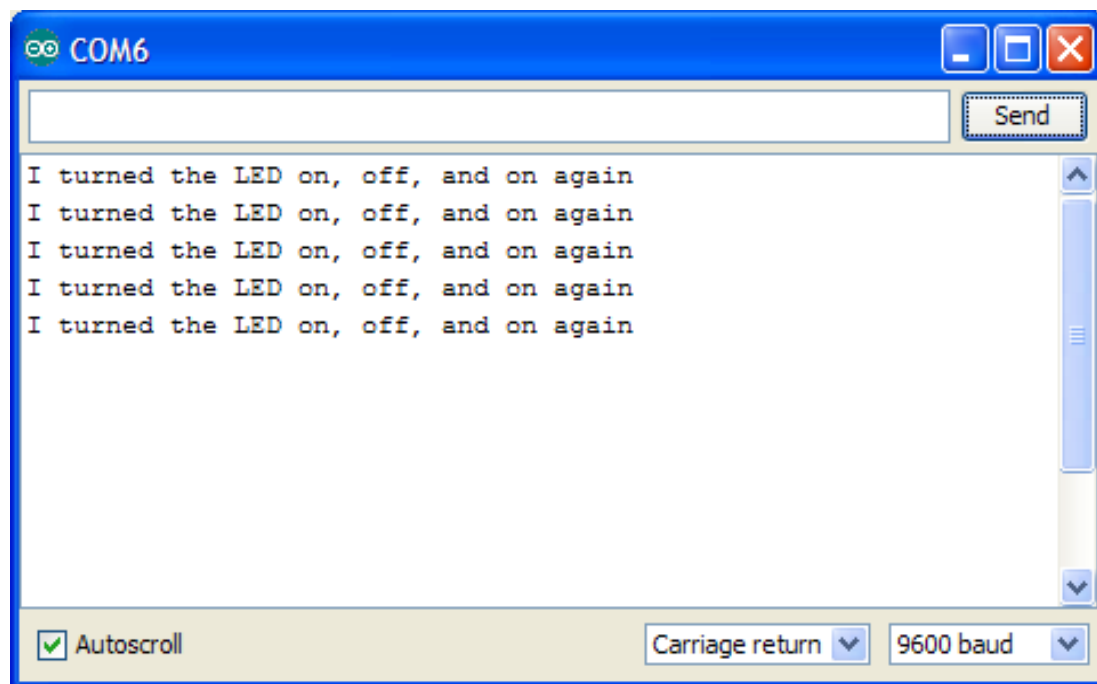 COM6
Send
I turned the LED on, off, and on again
I turned the LED on, off, and on again
I turned the LED on, off, and on again
I turned the LED on, off, and on again
I turned the LED on, off, and on again
Autoscroll
Carriage return
9600 baud